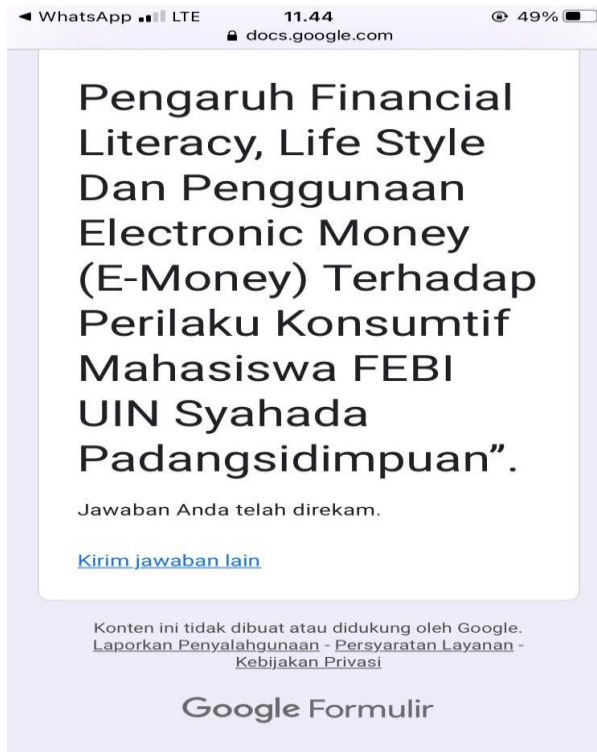 WhatsApp LTE 11.44 49%
docs.google.com
Pengaruh Financial
Literacy, Life Style
Dan Penggunaan
Electronic Money
(E-Money) Terhadap
Perilaku Konsumtif
Mahasiswa FEBI
UIN Syahada
Padangsidimpuan”.
Jawaban Anda telah direkam.
Kirim jawaban lain
Konten ini tidak dibuat atau didukung oleh Google.
Laporkan Penyalahgunaan - Persyaratan Layanan -
Kebijakan Privasi
Google Formulir